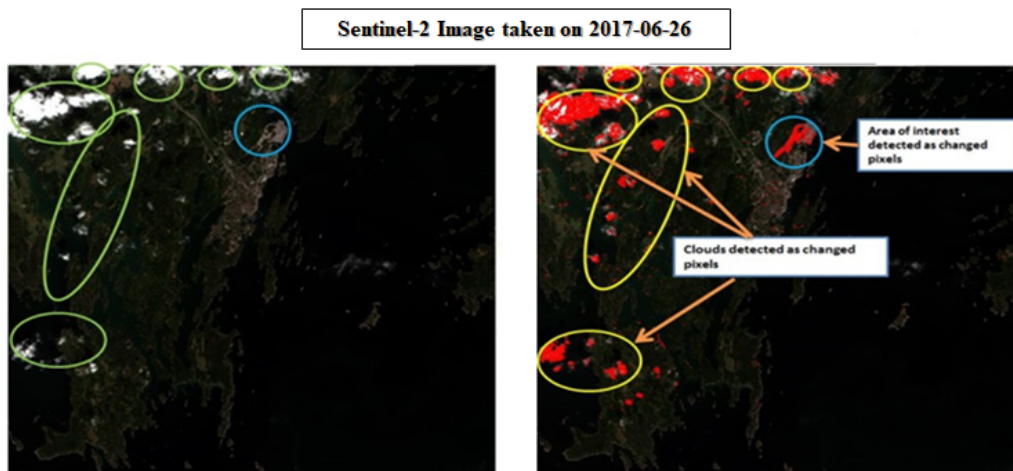 Sentinel-2 Image taken on 2017-06-26
Area of interest
detected as changed
pixels
Clouds detected as changed
pixels